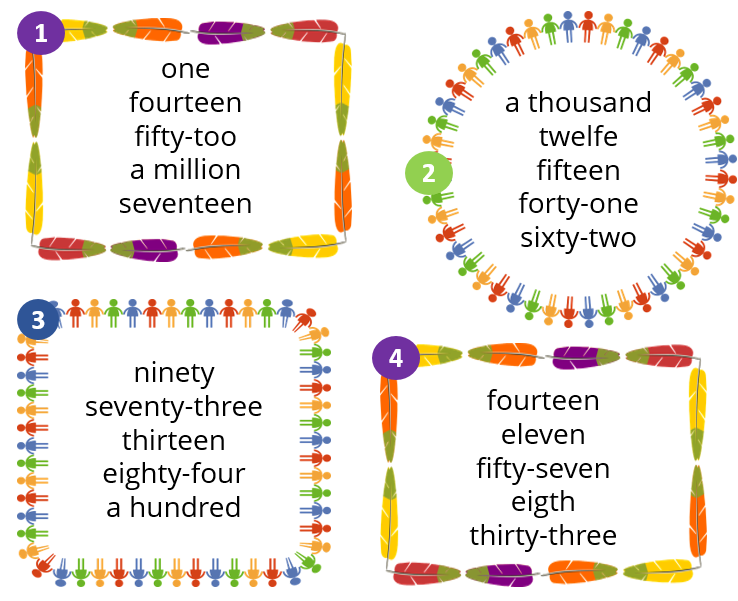 1
one
fourteen
fifty-too
a million
seventeen
2
a thousand
twelfe
fifteen
forty-one
sixty-two
3
ninety
seventy-three
thirteen
eighty-four
a hundred
4
fourteen
eleven
fifty-seven
eigth
thirty-three